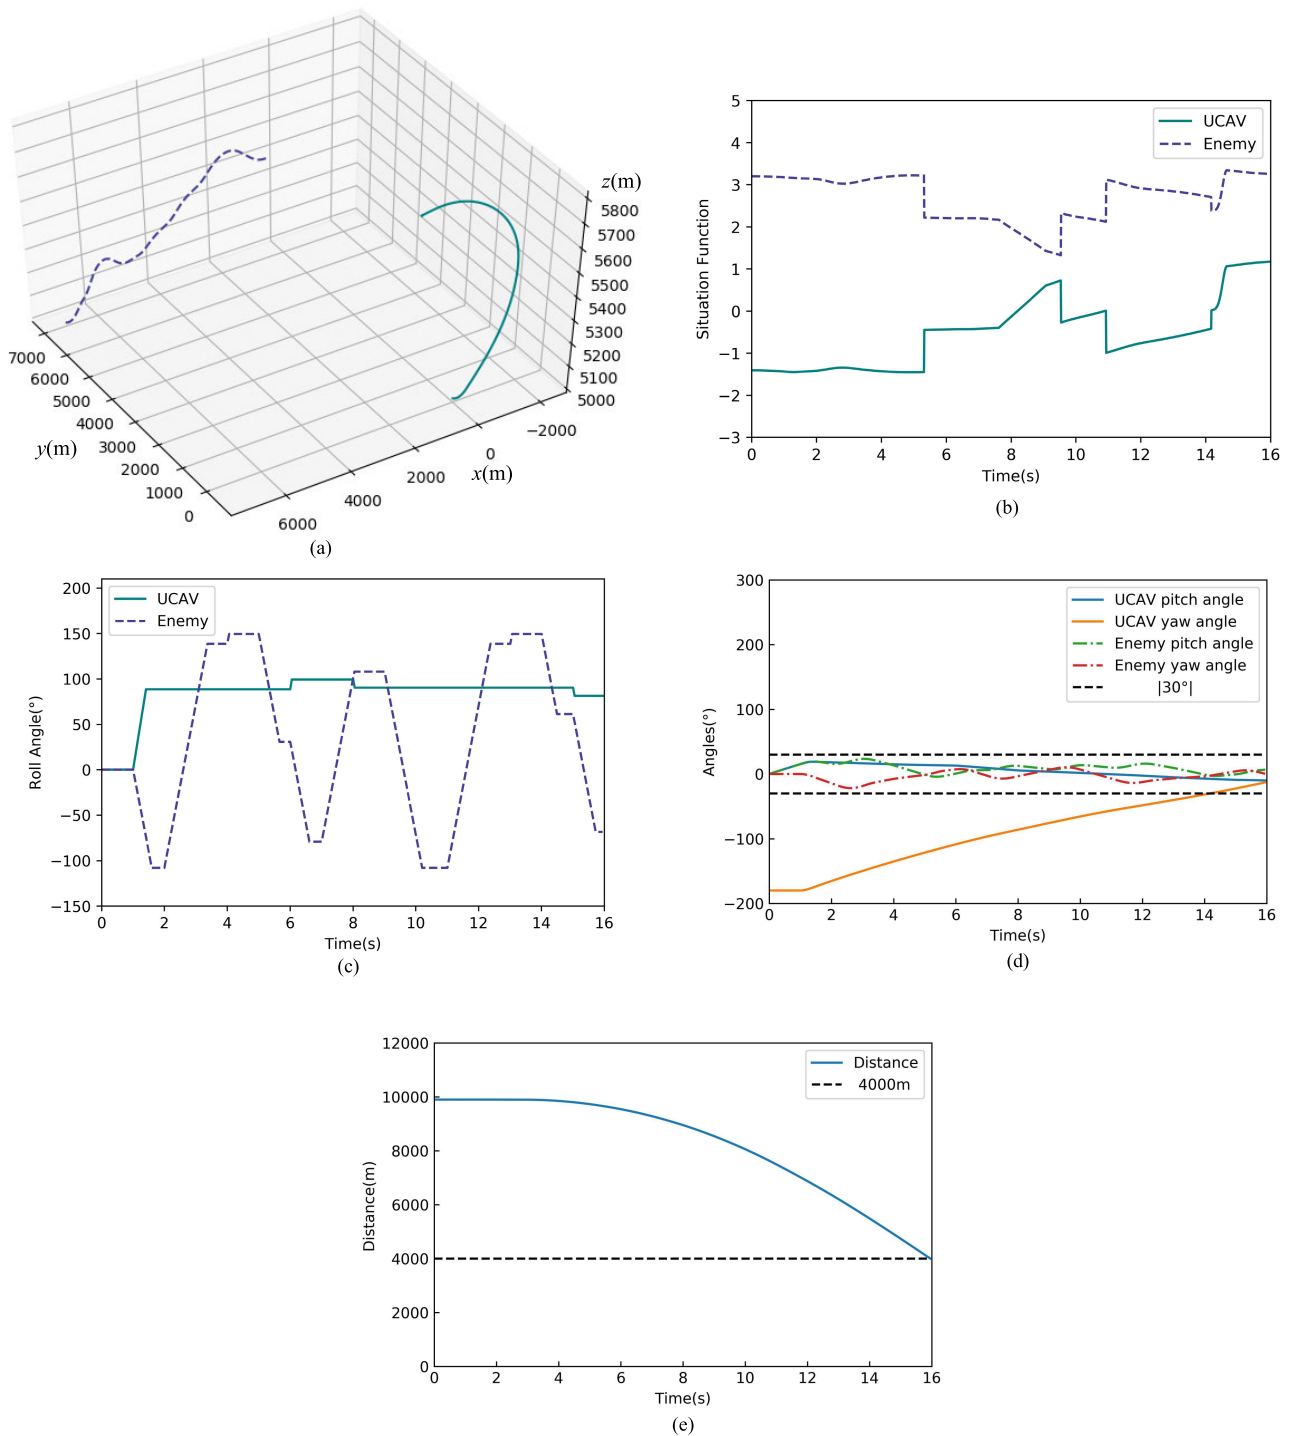 z(m)
5800
5700
5600
5500
5400
5300
5200
5100
5000
7000
6000
5000
4000
3000
2000
1000
0
y(m)
−2000
0
2000
4000
6000
x(m)
(a)
5
4
3
2
1
0
−1
−2
−3
Situation Function
UCAV
Enemy
0 2 4 6 8 10 12 14 16
Time(s)
(b)
200
150
100
50
0
−50
−100
−150
Roll Angle(°)
UCAV
Enemy
0 2 4 6 8 10 12 14 16
Time(s)
(c)
300
200
100
0
−100
−200
Angles(°)
UCAV pitch angle
UCAV yaw angle
Enemy pitch angle
Enemy yaw angle
|30°|
0 2 4 6 8 10 12 14 16
Time(s)
(d)
12000
10000
8000
6000
4000
2000
0
Distance(m)
Distance
4000m
0 2 4 6 8 10 12 14 16
Time(s)
(e)